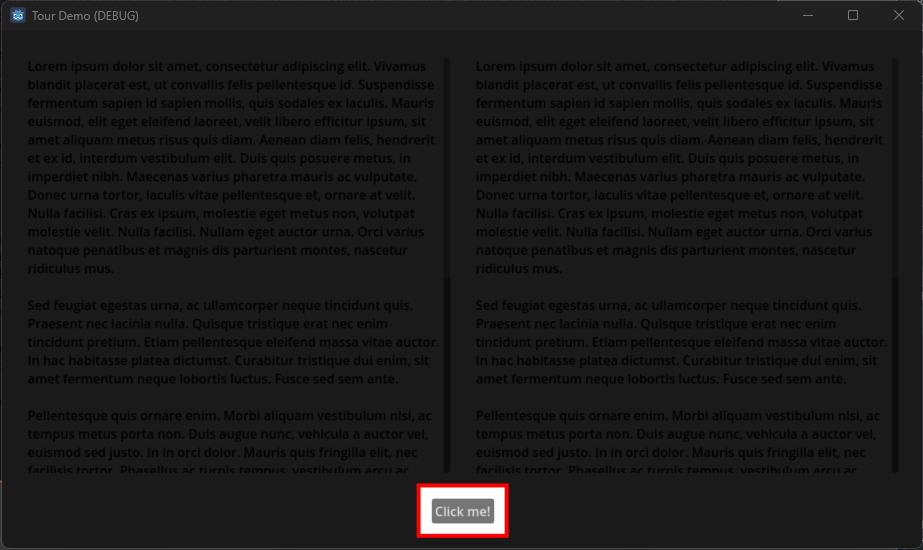 Tour Demo (DEBUG)
Lorem ipsum dolor sit amet, consectetur adipiscing elit. Vivamus
blandit placerat est, ut convallis felis pellentesque id. Suspendisse
fermentum sapien id sapien mollis, quis sodales ex iaculis. Mauris
euismod, elit eget eleifend laoreet, velit libero efficitur ipsum, sit
amet aliquam metus risus quis diam. Aenean diam felis, hendrerit
et ex id, interdum vestibulum elit. Duis quis posuere metus, in
imperdiet nibh. Maecenas varius pharetra mauris ac vulputate.
Donec urna tortor, iaculis vitae pellentesque et, ornare at velit.
Nulla facilisi. Cras ex ipsum, molestie eget metus non, volutpat
molestie velit. Nulla facilisi. Nullam eget auctor urna. Orci varius
natoque penatibus et magnis dis parturient montes, nascetur
ridiculus mus.
Sed feugiat egestas urna, ac ullamcorper neque tincidunt quis.
Praesent nec lacinia nulla. Quisque tristique erat nec enim
tincidunt pretium. Etiam pellentesque eleifend massa vitae auctor.
In hac habitasse platea dictumst. Curabitur tristique dui enim, sit
amet fermentum neque lobortis luctus. Fusce sed sem ante.
Pellentesque quis ornare enim. Morbi aliquam vestibulum nisi, ac
tempus metus porta non. Duis augue nunc, vehicula a auctor vel,
euismod sed justo. In in orci dolor. Mauris quis fringilla elit, nec
facilisis tortor. Phasellus ac turpis tempus, vestibulum arcu ac
Lorem ipsum dolor sit amet, consectetur adipiscing elit. Vivamus
blandit placerat est, ut convallis felis pellentesque id. Suspendisse
fermentum sapien id sapien mollis, quis sodales ex iaculis. Mauris
euismod, elit eget eleifend laoreet, velit libero efficitur ipsum, sit
amet aliquam metus risus quis diam. Aenean diam felis, hendrerit
et ex id, interdum vestibulum elit. Duis quis posuere metus, in
imperdiet nibh. Maecenas varius pharetra mauris ac vulputate.
Donec urna tortor, iaculis vitae pellentesque et, ornare at velit.
Nulla facilisi. Cras ex ipsum, molestie eget metus non, volutpat
molestie velit. Nulla facilisi. Nullam eget auctor urna. Orci varius
natoque penatibus et magnis dis parturient montes, nascetur
ridiculus mus.
Sed feugiat egestas urna, ac ullamcorper neque tincidunt quis.
Praesent nec lacinia nulla. Quisque tristique erat nec enim
tincidunt pretium. Etiam pellentesque eleifend massa vitae auctor.
In hac habitasse platea dictumst. Curabitur tristique dui enim, sit
amet fermentum neque lobortis luctus. Fusce sed sem ante.
Pellentesque quis ornare enim. Morbi aliquam vestibulum nisi, ac
tempus metus porta non. Duis augue nunc, vehicula a auctor vel,
euismod sed justo. In in orci dolor. Mauris quis fringilla elit, nec
facilisis tortor. Phasellus ac turpis tempus, vestibulum arcu ac
Click me!